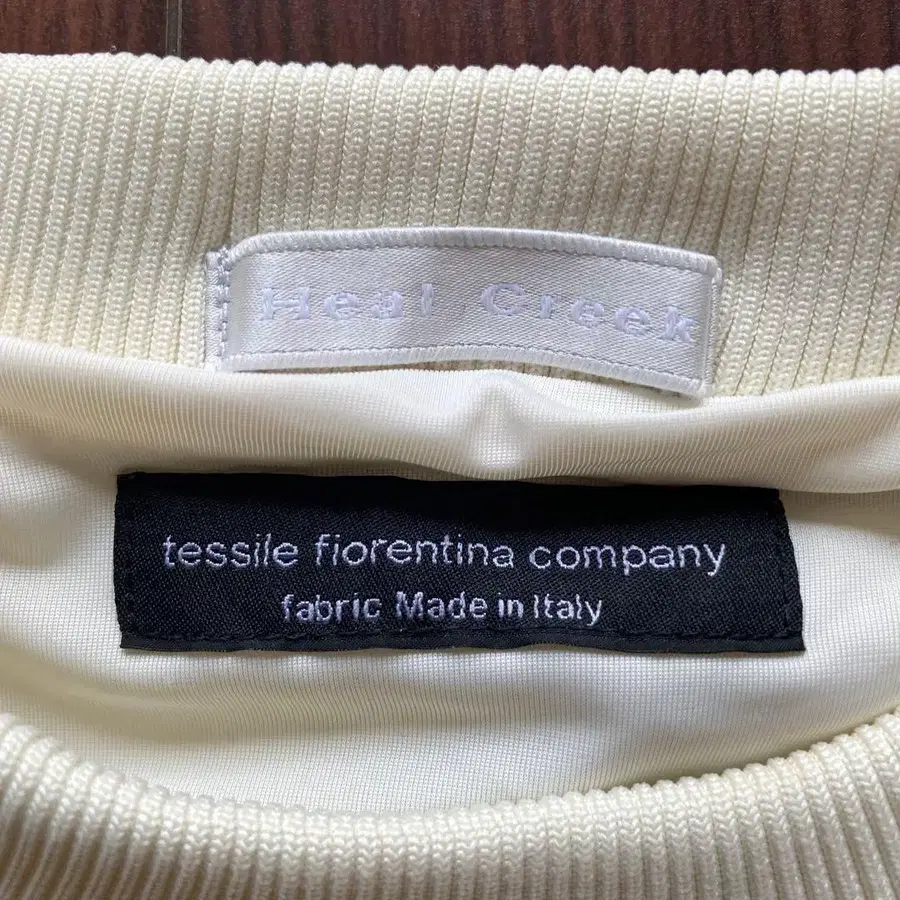 Heal Creek
tessile fiorentina company
fabric Made in Italy